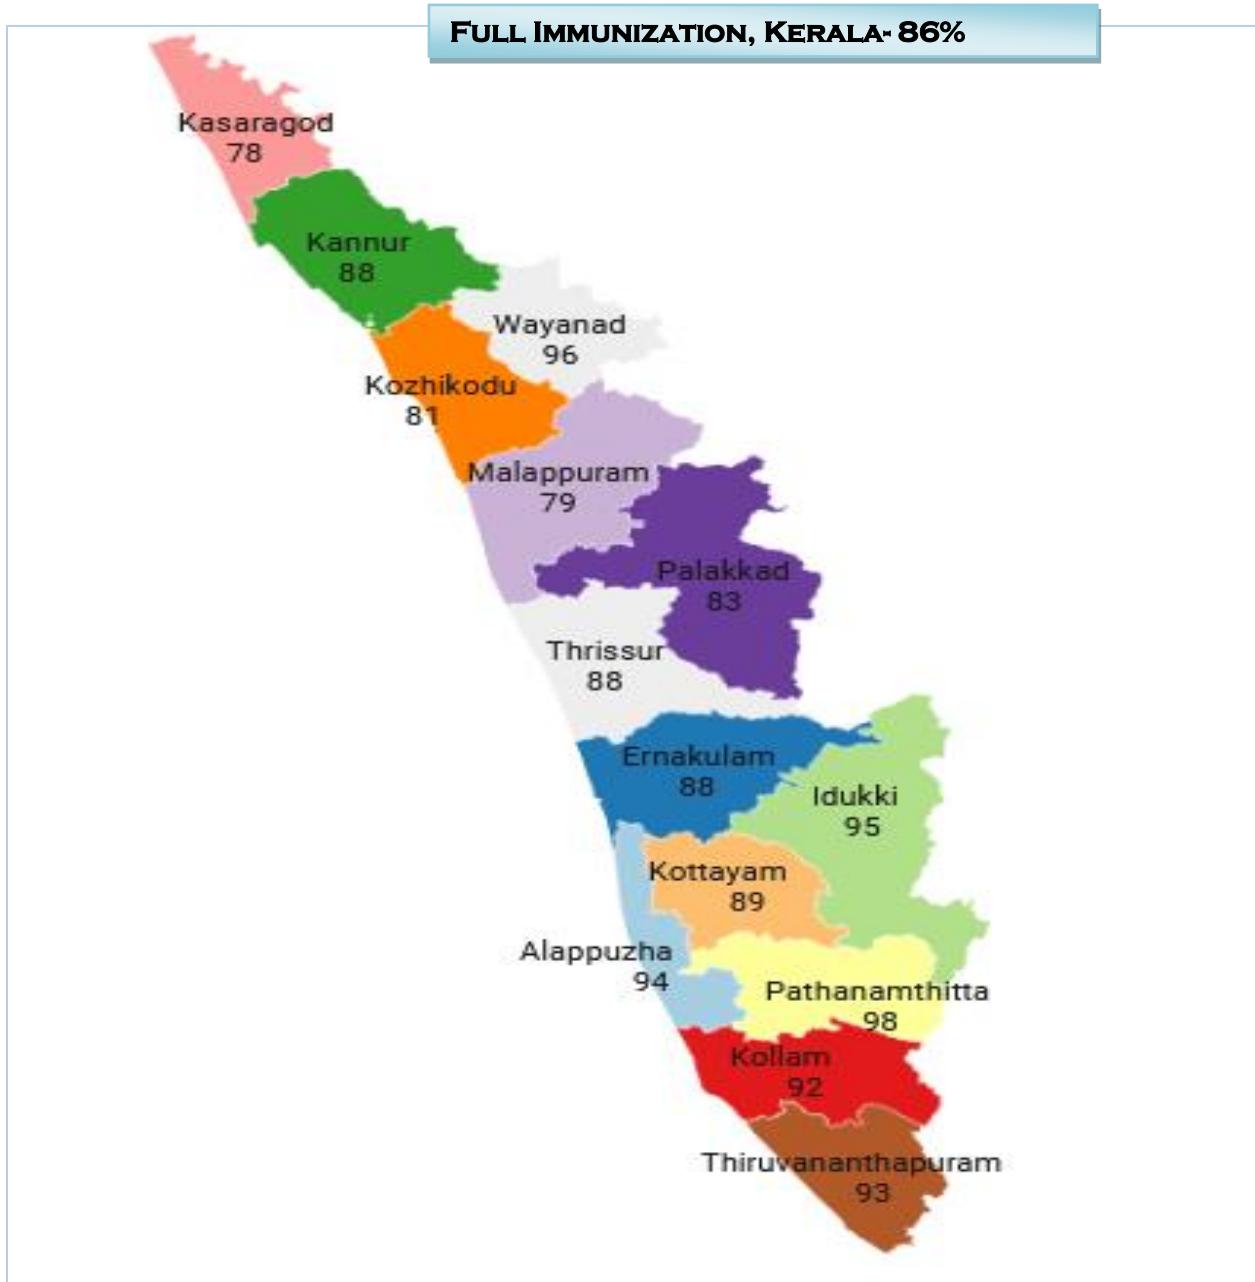 FULL IMMUNIZATION, KERALA- 86%
Kasaragod
78
Kannur
88
Wayanad
96
Kozhikodu
81
Malappuram
79
Palakkad
83
Thrissur
88
Ernakulam
88
Idukki
95
Kottayam
89
Alappuzha
94
Pathanamthitta
98
Kollam
92
Thiruvananthapuram
93